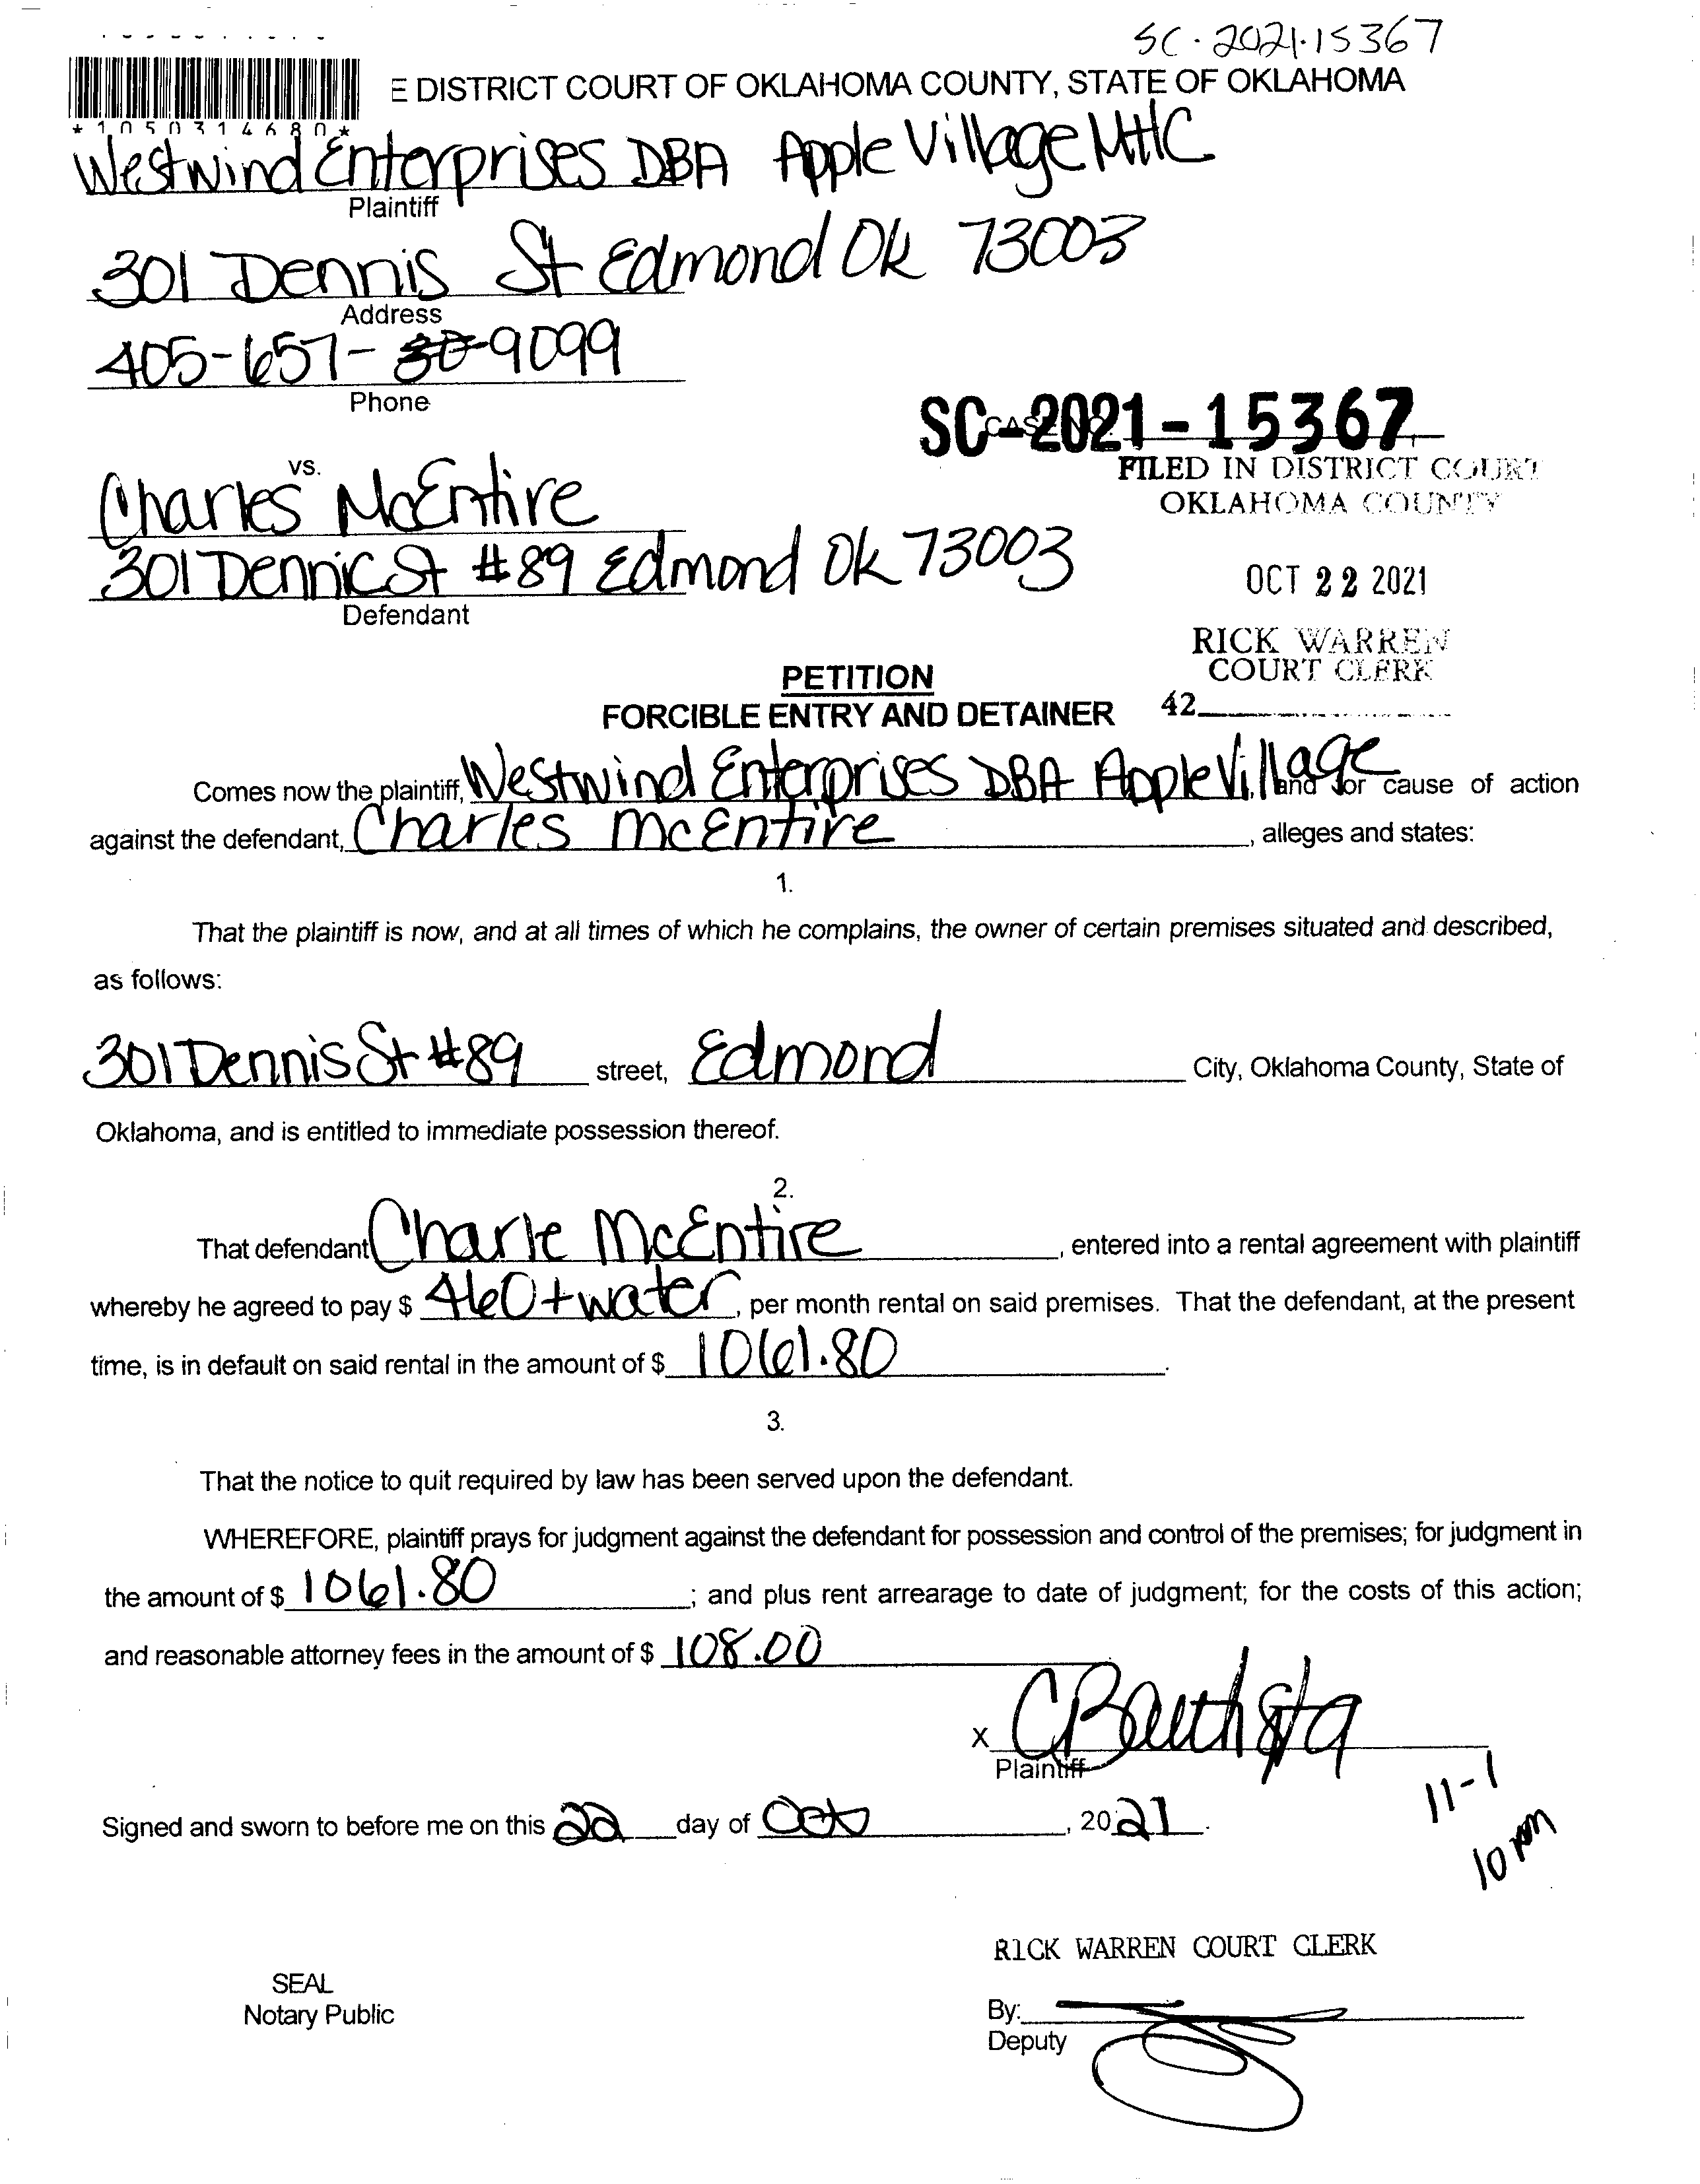 SC-2021-15367
E DISTRICT COURT OF OKLAHOMA COUNTY, STATE OF OKLAHOMA
*1050314680*
Westwind Enterprises DBA Apple Village MHC
Plaintiff
301 Dennis St Edmond Ok 73003
Address
405-657-9099
Phone
SC-2021-15367
FILED IN DISTRICT COURT
OKLAHOMA COUNTY
vs.
Charles McEntire
301 Dennic St #89 Edmond Ok 73003
Defendant
OCT 22 2021
RICK WARREN
COURT CLERK
42
PETITION
FORCIBLE ENTRY AND DETAINER
Comes now the plaintiff, Westwind Enterprises DBA Apple Village, and for cause of action
against the defendant, Charles McEntire, alleges and states:
1.
That the plaintiff is now, and at all times of which he complains, the owner of certain premises situated and described,
as follows:
301 Dennis St #89 street, Edmond City, Oklahoma County, State of
Oklahoma, and is entitled to immediate possession thereof.
2.
That defendant Charle McEntire, entered into a rental agreement with plaintiff
whereby he agreed to pay $ 460 + water, per month rental on said premises. That the defendant, at the present
time, is in default on said rental in the amount of $ 1061.80.
3.
That the notice to quit required by law has been served upon the defendant.
WHEREFORE, plaintiff prays for judgment against the defendant for possession and control of the premises; for judgment in
the amount of $ 1061.80; and plus rent arrearage to date of judgment; for the costs of this action;
and reasonable attorney fees in the amount of $ 108.00
X CBautista
Plaintiff
11-1
10 am
Signed and sworn to before me on this 22 day of Oct, 2021.
RICK WARREN COURT CLERK
SEAL
Notary Public
By:
Deputy